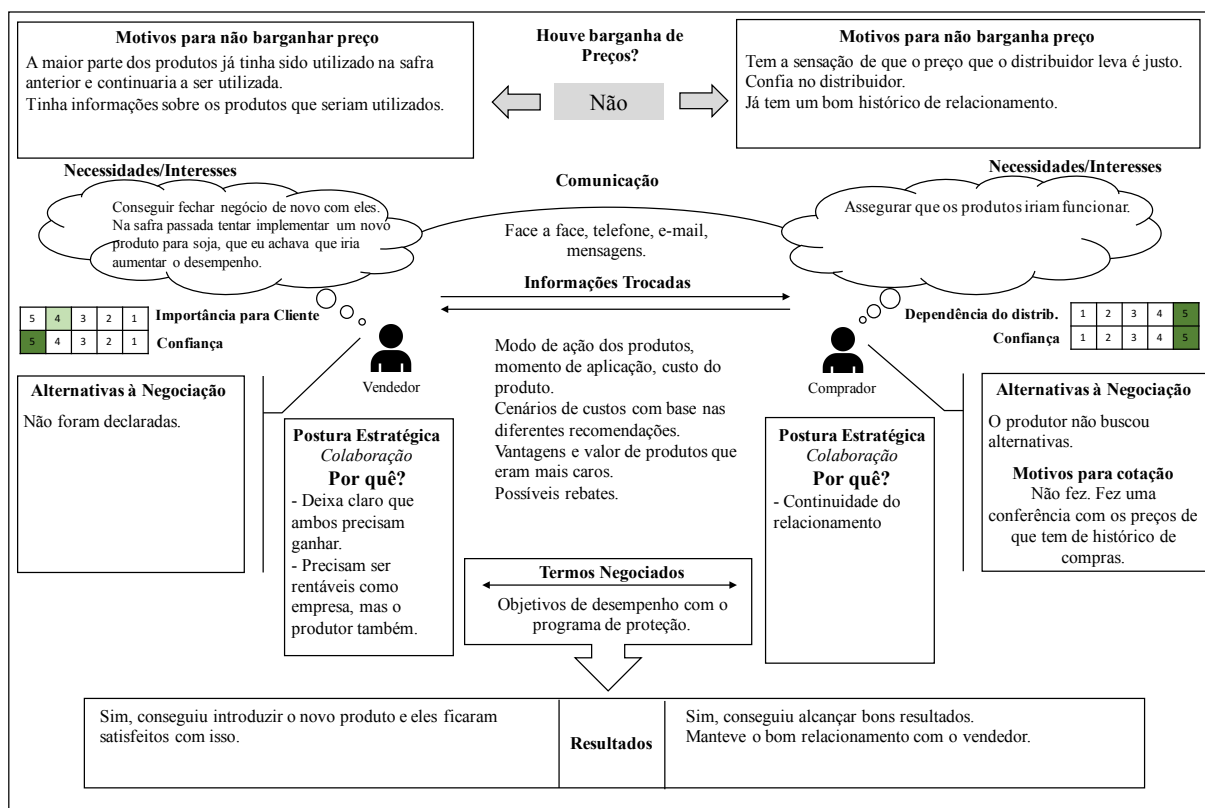 Motivos para não barganhar preço
A maior parte dos produtos já tinha sido utilizado na safra
anterior e continuaria a ser utilizada.
Tinha informações sobre os produtos que seriam utilizados.
Houve barganha de
Preços?
Não
Motivos para não barganha preço
Tem a sensação de que o preço que o distribuidor leva é justo.
Confia no distribuidor.
Já tem um bom histórico de relacionamento.
Necessidades/Interesses
Conseguir fechar negócio de novo com eles.
Na safra passada tentar implementar um novo
produto para soja, que eu achava que iria
aumentar o desempenho.
Comunicação
Face a face, telefone, e-mail,
mensagens.
Necessidades/Interesses
Assegurar que os produtos iriam funcionar.
Informações Trocadas
5 4 3 2 1 Importância para Cliente
5 4 3 2 1 Confiança
Vendedor
Dependência do distrib. 1 2 3 4 5
Confiança 1 2 3 4 5
Comprador
Modo de ação dos produtos,
momento de aplicação, custo do
produto.
Cenários de custos com base nas
diferentes recomendações.
Vantagens e valor de produtos que
eram mais caros.
Possíveis rebates.
Alternativas à Negociação
Não foram declaradas.
Postura Estratégica
Colaboração
Por quê?
- Deixa claro que
ambos precisam
ganhar.
- Precisam ser
rentáveis como
empresa, mas o
produtor também.
Postura Estratégica
Colaboração
Por quê?
- Continuidade do
relacionamento
Alternativas à Negociação
O produtor não buscou
alternativas.
Motivos para cotação
Não fez. Fez uma
conferência com os preços de
que tem de histórico de
compras.
Termos Negociados
Objetivos de desempenho com o
programa de proteção.
Sim, conseguiu introduzir o novo produto e eles ficaram
satisfeitos com isso.
Resultados
Sim, conseguiu alcançar bons resultados.
Manteve o bom relacionamento com o vendedor.